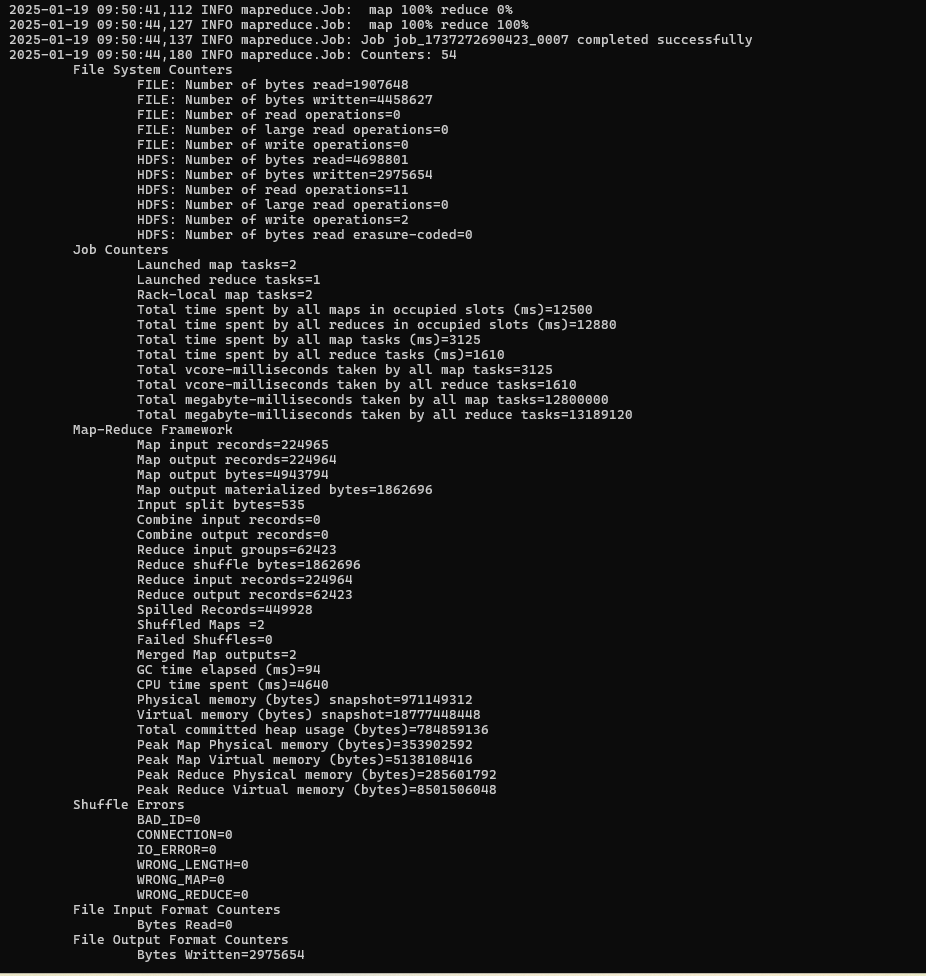 2025-01-19 09:50:41,112 INFO mapreduce.Job:  map 100% reduce 0%
2025-01-19 09:50:44,127 INFO mapreduce.Job:  map 100% reduce 100%
2025-01-19 09:50:44,137 INFO mapreduce.Job: Job job_1737272690423_0007 completed successfully
2025-01-19 09:50:44,180 INFO mapreduce.Job: Counters: 54
File System Counters
FILE: Number of bytes read=1907648
FILE: Number of bytes written=4458627
FILE: Number of read operations=0
FILE: Number of large read operations=0
FILE: Number of write operations=0
HDFS: Number of bytes read=4698801
HDFS: Number of bytes written=2975654
HDFS: Number of read operations=11
HDFS: Number of large read operations=0
HDFS: Number of write operations=2
HDFS: Number of bytes read erasure-coded=0
Job Counters
Launched map tasks=2
Launched reduce tasks=1
Rack-local map tasks=2
Total time spent by all maps in occupied slots (ms)=12500
Total time spent by all reduces in occupied slots (ms)=12880
Total time spent by all map tasks (ms)=3125
Total time spent by all reduce tasks (ms)=1610
Total vcore-milliseconds taken by all map tasks=3125
Total vcore-milliseconds taken by all reduce tasks=1610
Total megabyte-milliseconds taken by all map tasks=12800000
Total megabyte-milliseconds taken by all reduce tasks=13189120
Map-Reduce Framework
Map input records=224965
Map output records=224964
Map output bytes=4943794
Map output materialized bytes=1862696
Input split bytes=535
Combine input records=0
Combine output records=0
Reduce input groups=62423
Reduce shuffle bytes=1862696
Reduce input records=224964
Reduce output records=62423
Spilled Records=449928
Shuffled Maps =2
Failed Shuffles=0
Merged Map outputs=2
GC time elapsed (ms)=94
CPU time spent (ms)=4640
Physical memory (bytes) snapshot=971149312
Virtual memory (bytes) snapshot=18777448448
Total committed heap usage (bytes)=784859136
Peak Map Physical memory (bytes)=353902592
Peak Map Virtual memory (bytes)=5138108416
Peak Reduce Physical memory (bytes)=285601792
Peak Reduce Virtual memory (bytes)=8501506048
Shuffle Errors
BAD_ID=0
CONNECTION=0
IO_ERROR=0
WRONG_LENGTH=0
WRONG_MAP=0
WRONG_REDUCE=0
File Input Format Counters
Bytes Read=0
File Output Format Counters
Bytes Written=2975654